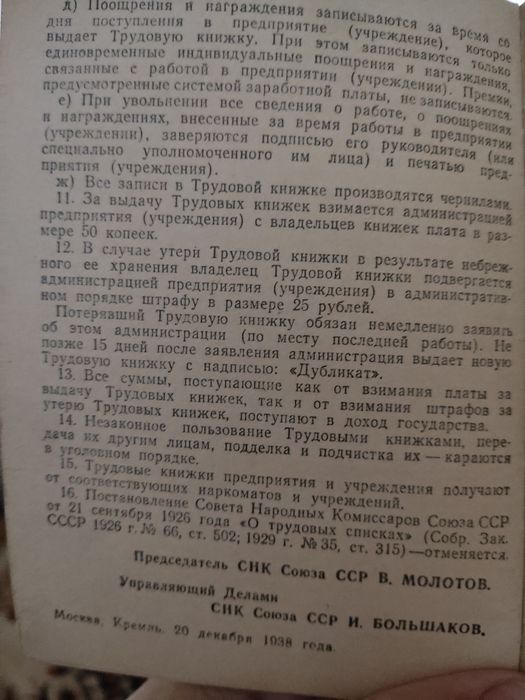 д) Поощрения и награждения записываются за время со
дня поступления в предприятие (учреждение), которое
выдает Трудовую книжку. При этом записываются только
единовременные индивидуальные поощрения и награждения,
связанные с работой в предприятии (учреждении). Премии,
предусмотренные системой заработной платы, не записываются.
е) При увольнении все сведения о работе, о поощрениях
и награждениях, внесенные за время работы в предприятии
(учреждении), заверяются подписью его руководителя (или
специально уполномоченного им лица) и печатью пред-
приятия (учреждения).
ж) Все записи в Трудовой книжке производятся чернилами.
11. За выдачу Трудовых книжек взимается администрацией
предприятия (учреждения) с владельцев книжек плата в раз-
мере 50 копеек.
12. В случае утери Трудовой книжки в результате небреж-
ного ее хранения владелец Трудовой книжки подвергается
администрацией предприятия (учреждения) в административ-
ном порядке штрафу в размере 25 рублей.
Потерявший Трудовую книжку обязан немедленно заявить
об этом администрации (по месту последней работы). Не
позже 15 дней после заявления администрация выдает новую
Трудовую книжку с надписью: «Дубликат».
13. Все суммы, поступающие как от взимания платы за
выдачу Трудовых книжек, так и от взимания штрафов за
утерю Трудовых книжек, поступают в доход государства.
14. Незаконное пользование Трудовыми книжками, пере-
дача их другим лицам, подделка и подчистка их — караются
в уголовном порядке.
15. Трудовые книжки предприятия и учреждения получают
от соответствующих наркоматов и учреждений.
16. Постановление Совета Народных Комиссаров Союза ССР
от 21 сентября 1926 года «О трудовых списках» (Собр. Зак.
СССР 1926 г. № 66, ст. 502; 1929 г. № 35, ст. 315)—отменяется.
Председатель СНК Союза ССР В. МОЛОТОВ.
Управляющий Делами
СНК Союза ССР И. БОЛЬШАКОВ.
Москва, Кремль. 20 декабря 1938 года.